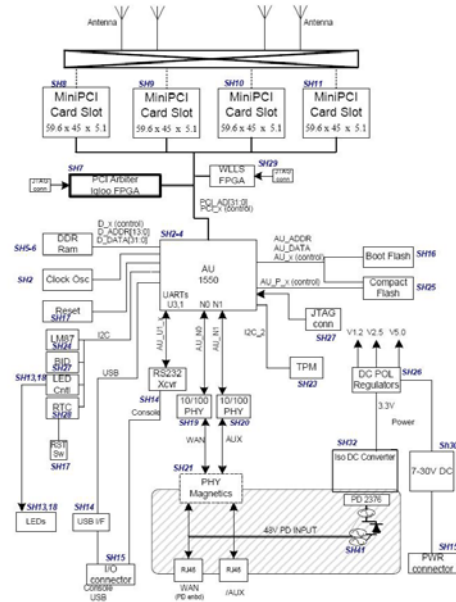 Antenna
Antenna
SH8
SH9
SH10
SH11
MiniPCI
Card Slot
59.6 x 45 x 5.1
MiniPCI
Card Slot
59.6 x 45 x 5.1
MiniPCI
Card Slot
59.6 x 45 x 5.1
MiniPCI
Card Slot
59.6 x 45 x 5.1
SH7
PCI Arbiter
Igloo FPGA
JTAG
conn
WLLS
FPGA
SH29
JTAG
conn
PCI_AD[31:0]
PCI_x (control)
D_x (control)
D_ADDR[13:0]
D_DATA[31:0]
SH2-4
AU_ADDR
AU_DATA
AU_x (control)
SH5-6
DDR
Ram
AU
1550
SH16
Boot Flash
SH2
Clock Osc
AU_P_x (control)
Compact
Flash
SH25
UARTs
U3,1
N0 N1
Reset
SH17
JTAG
conn
SH27
LM87
SH24
I2C
BID
SH27
AU_U1_x
AU_N0
AU_N1
I2C_2
V1.2
V2.5
V5.0
SH13,18
LED
Cntl
USB
RS232
Xcvr
SH14
TPM
SH23
DC POL
Regulators
SH26
RTC
SH28
Console
10/100
PHY
SH19
10/100
PHY
SH20
3.3V
Power
RST
Sw
SH17
WAN
AUX
SH32
Iso DC Converter
SH30
7-30V DC
SH21
PHY
Magnetics
PD 2376
SH13,18
LEDs
SH14
USB I/F
48V PD INPUT
SH41
SH15
I/O
connector
Console
USB
RJ45
RJ45
SH15
PWR
connector
WAN
/AUX